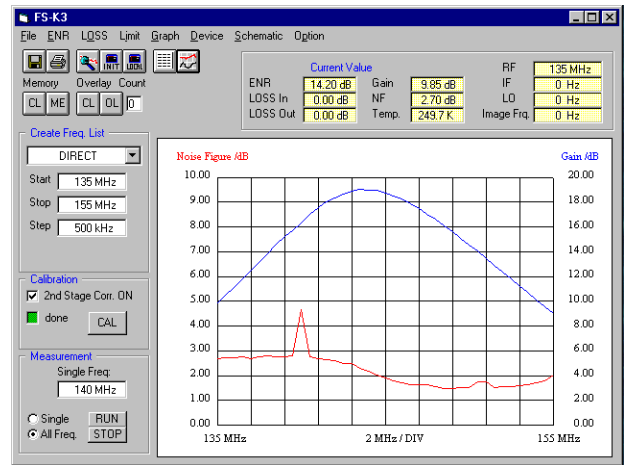 FS-K3
File ENR LOSS Limit Graph Device Schematic Option
INIT
Memory Overlay Count
CL ME CL OL 0
Current Value
ENR 14.20 dB Gain 9.85 dB
LOSS In 0.00 dB NF 2.70 dB
LOSS Out 0.00 dB Temp. 249.7 K
RF 135 MHz
IF 0 Hz
LO 0 Hz
Image Frq. 0 Hz
Create Freq. List
DIRECT
Start 135 MHz
Stop 155 MHz
Step 500 kHz
Calibration
2nd Stage Corr. ON
done CAL
Measurement
Single Freq:
140 MHz
Single RUN
All Freq. STOP
Noise Figure /dB Gain /dB
10.00 20.00
9.00 18.00
8.00 16.00
7.00 14.00
6.00 12.00
5.00 10.00
4.00 8.00
3.00 6.00
2.00 4.00
1.00 2.00
0.00 0.00
135 MHz 2 MHz / DIV 155 MHz